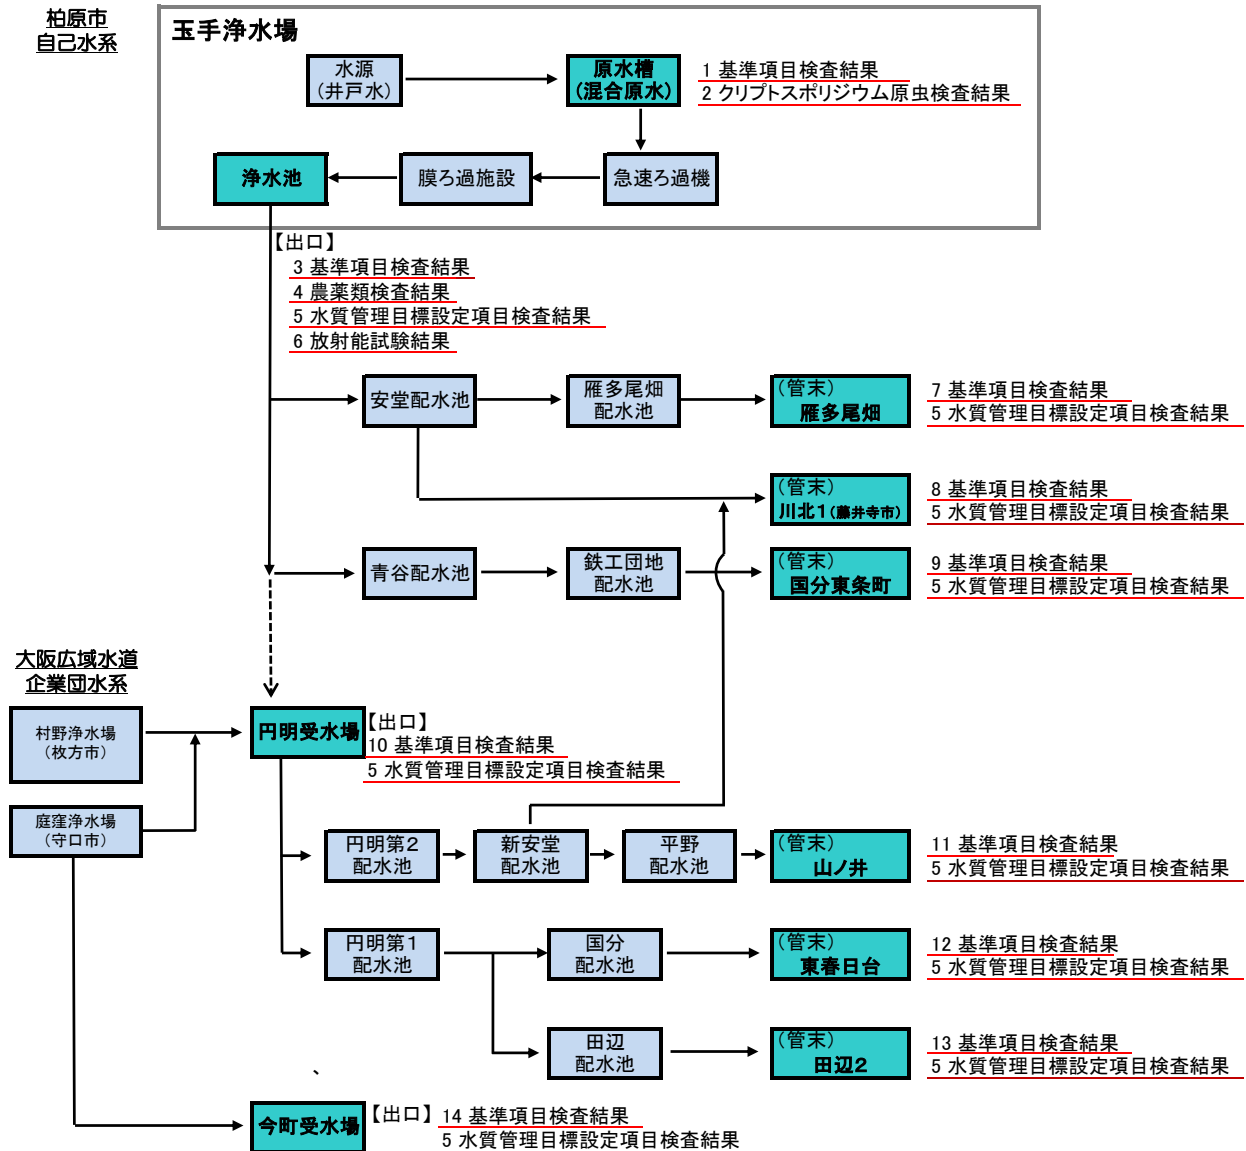 柏原市
自己水系
玉手浄水場
水源
(井戸水)
原水槽
(混合原水)
1 基準項目検査結果
2 クリプトスポリジウム原虫検査結果
浄水池
膜ろ過施設
急速ろ過機
【出口】
3 基準項目検査結果
4 農薬類検査結果
5 水質管理目標設定項目検査結果
6 放射能試験結果
安堂配水池
雁多尾畑
配水池
(管末)
雁多尾畑
7 基準項目検査結果
5 水質管理目標設定項目検査結果
(管末)
川北1(藤井寺市)
8 基準項目検査結果
5 水質管理目標設定項目検査結果
青谷配水池
鉄工団地
配水池
(管末)
国分東条町
9 基準項目検査結果
5 水質管理目標設定項目検査結果
大阪広域水道
企業団水系
村野浄水場
(枚方市)
円明受水場
【出口】
10 基準項目検査結果
5 水質管理目標設定項目検査結果
庭窪浄水場
(守口市)
円明第2
配水池
新安堂
配水池
平野
配水池
(管末)
山ノ井
11 基準項目検査結果
5 水質管理目標設定項目検査結果
円明第1
配水池
国分
配水池
(管末)
東春日台
12 基準項目検査結果
5 水質管理目標設定項目検査結果
田辺
配水池
(管末)
田辺2
13 基準項目検査結果
5 水質管理目標設定項目検査結果
、
今町受水場
【出口】
14 基準項目検査結果
5 水質管理目標設定項目検査結果